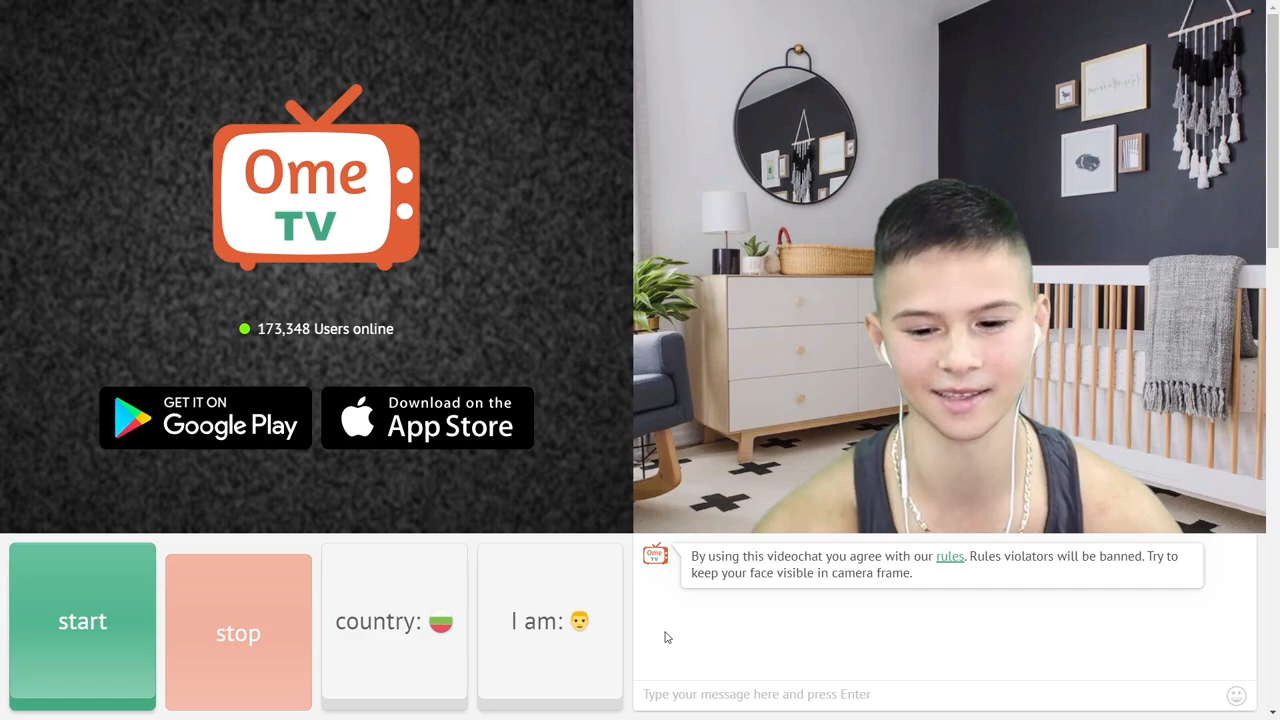 Ome
TV
173,348 Users online
GET IT ON
Google Play
Download on the
App Store
start
stop
country:
I am:
Ome
TV
By using this videochat you agree with our rules. Rules violators will be banned. Try to
keep your face visible in camera frame.
Type your message here and press Enter